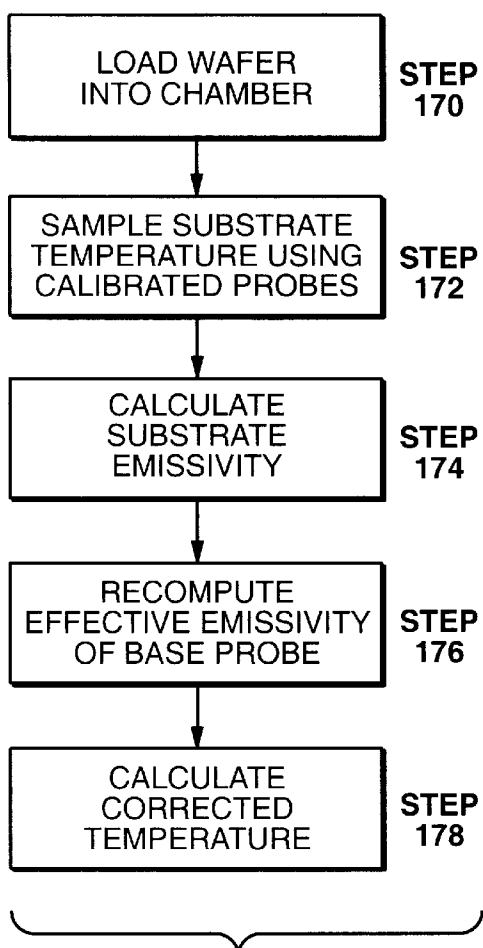 LOAD WAFER
INTO CHAMBER
STEP
170
SAMPLE SUBSTRATE
TEMPERATURE USING
CALIBRATED PROBES
STEP
172
CALCULATE
SUBSTRATE
EMISSIVITY
STEP
174
RECOMPUTE
EFFECTIVE EMISSIVITY
OF BASE PROBE
STEP
176
CALCULATE
CORRECTED
TEMPERATURE
STEP
178